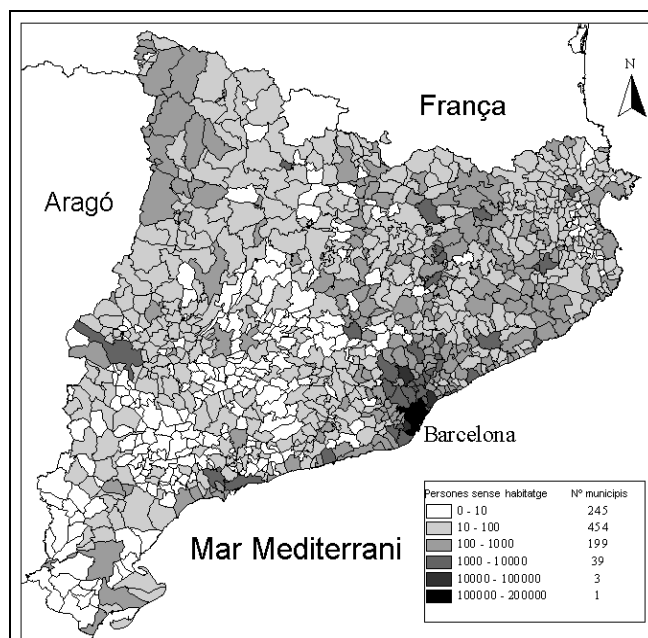 N
França
Aragó
Barcelona
Mar Mediterrani
Persones sense habitatge Nº municipis
0 - 10 245
10 - 100 454
100 - 1000 199
1000 - 10000 39
10000 - 100000 3
100000 - 200000 1